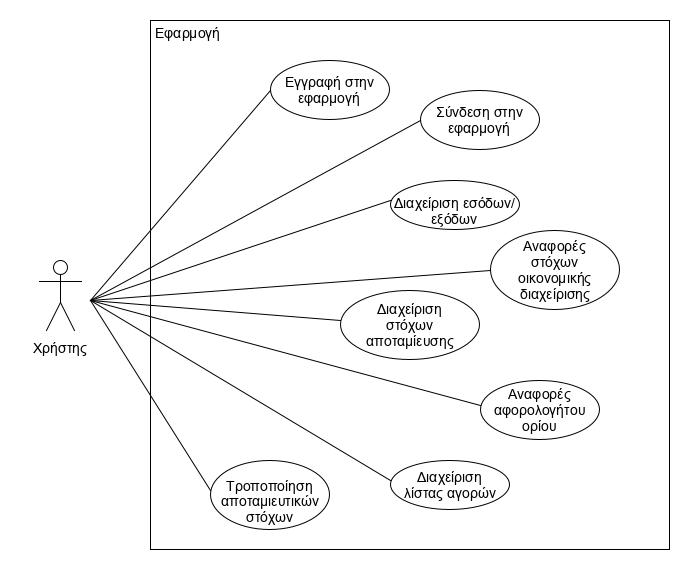 Εφαρμογή
Εγγραφή στην
εφαρμογή
Σύνδεση στην
εφαρμογή
Διαχείριση εσόδων/
εξόδων
Αναφορές
στόχων
οικονομικής
διαχείρισης
Διαχείριση
στόχων
αποταμίευσης
Χρήστης
Αναφορές
αφορολογήτου
ορίου
Διαχείριση
λίστας αγορών
Τροποποίηση
αποταμιευτικών
στόχων